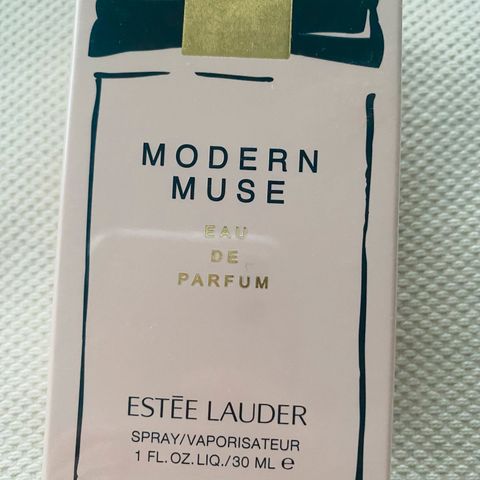 MODERN
MUSE
EAU
DE
PARFUM
ESTĒE LAUDER
SPRAY/VAPORISATEUR
1 FL.OZ.LIQ./30 ML ℮